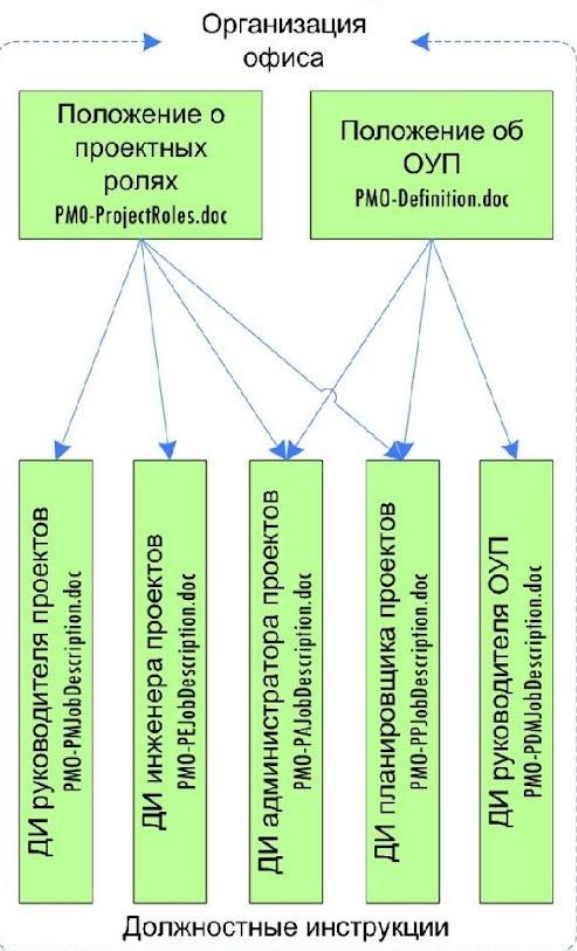 Организация
офиса
Положение о
проектных
ролях
PMO-ProjectRoles.doc
Положение об
ОУП
PMO-Definition.doc
ДИ руководителя проектов
PMO-PMJobDescription.doc
ДИ инженера проектов
PMO-PEJobDescription.doc
ДИ администратора проектов
PMO-PAJobDescription.doc
ДИ планировщика проектов
PMO-PPJobDescription.doc
ДИ руководителя ОУП
PMO-PDMJobDescription.doc
Должностные инструкции